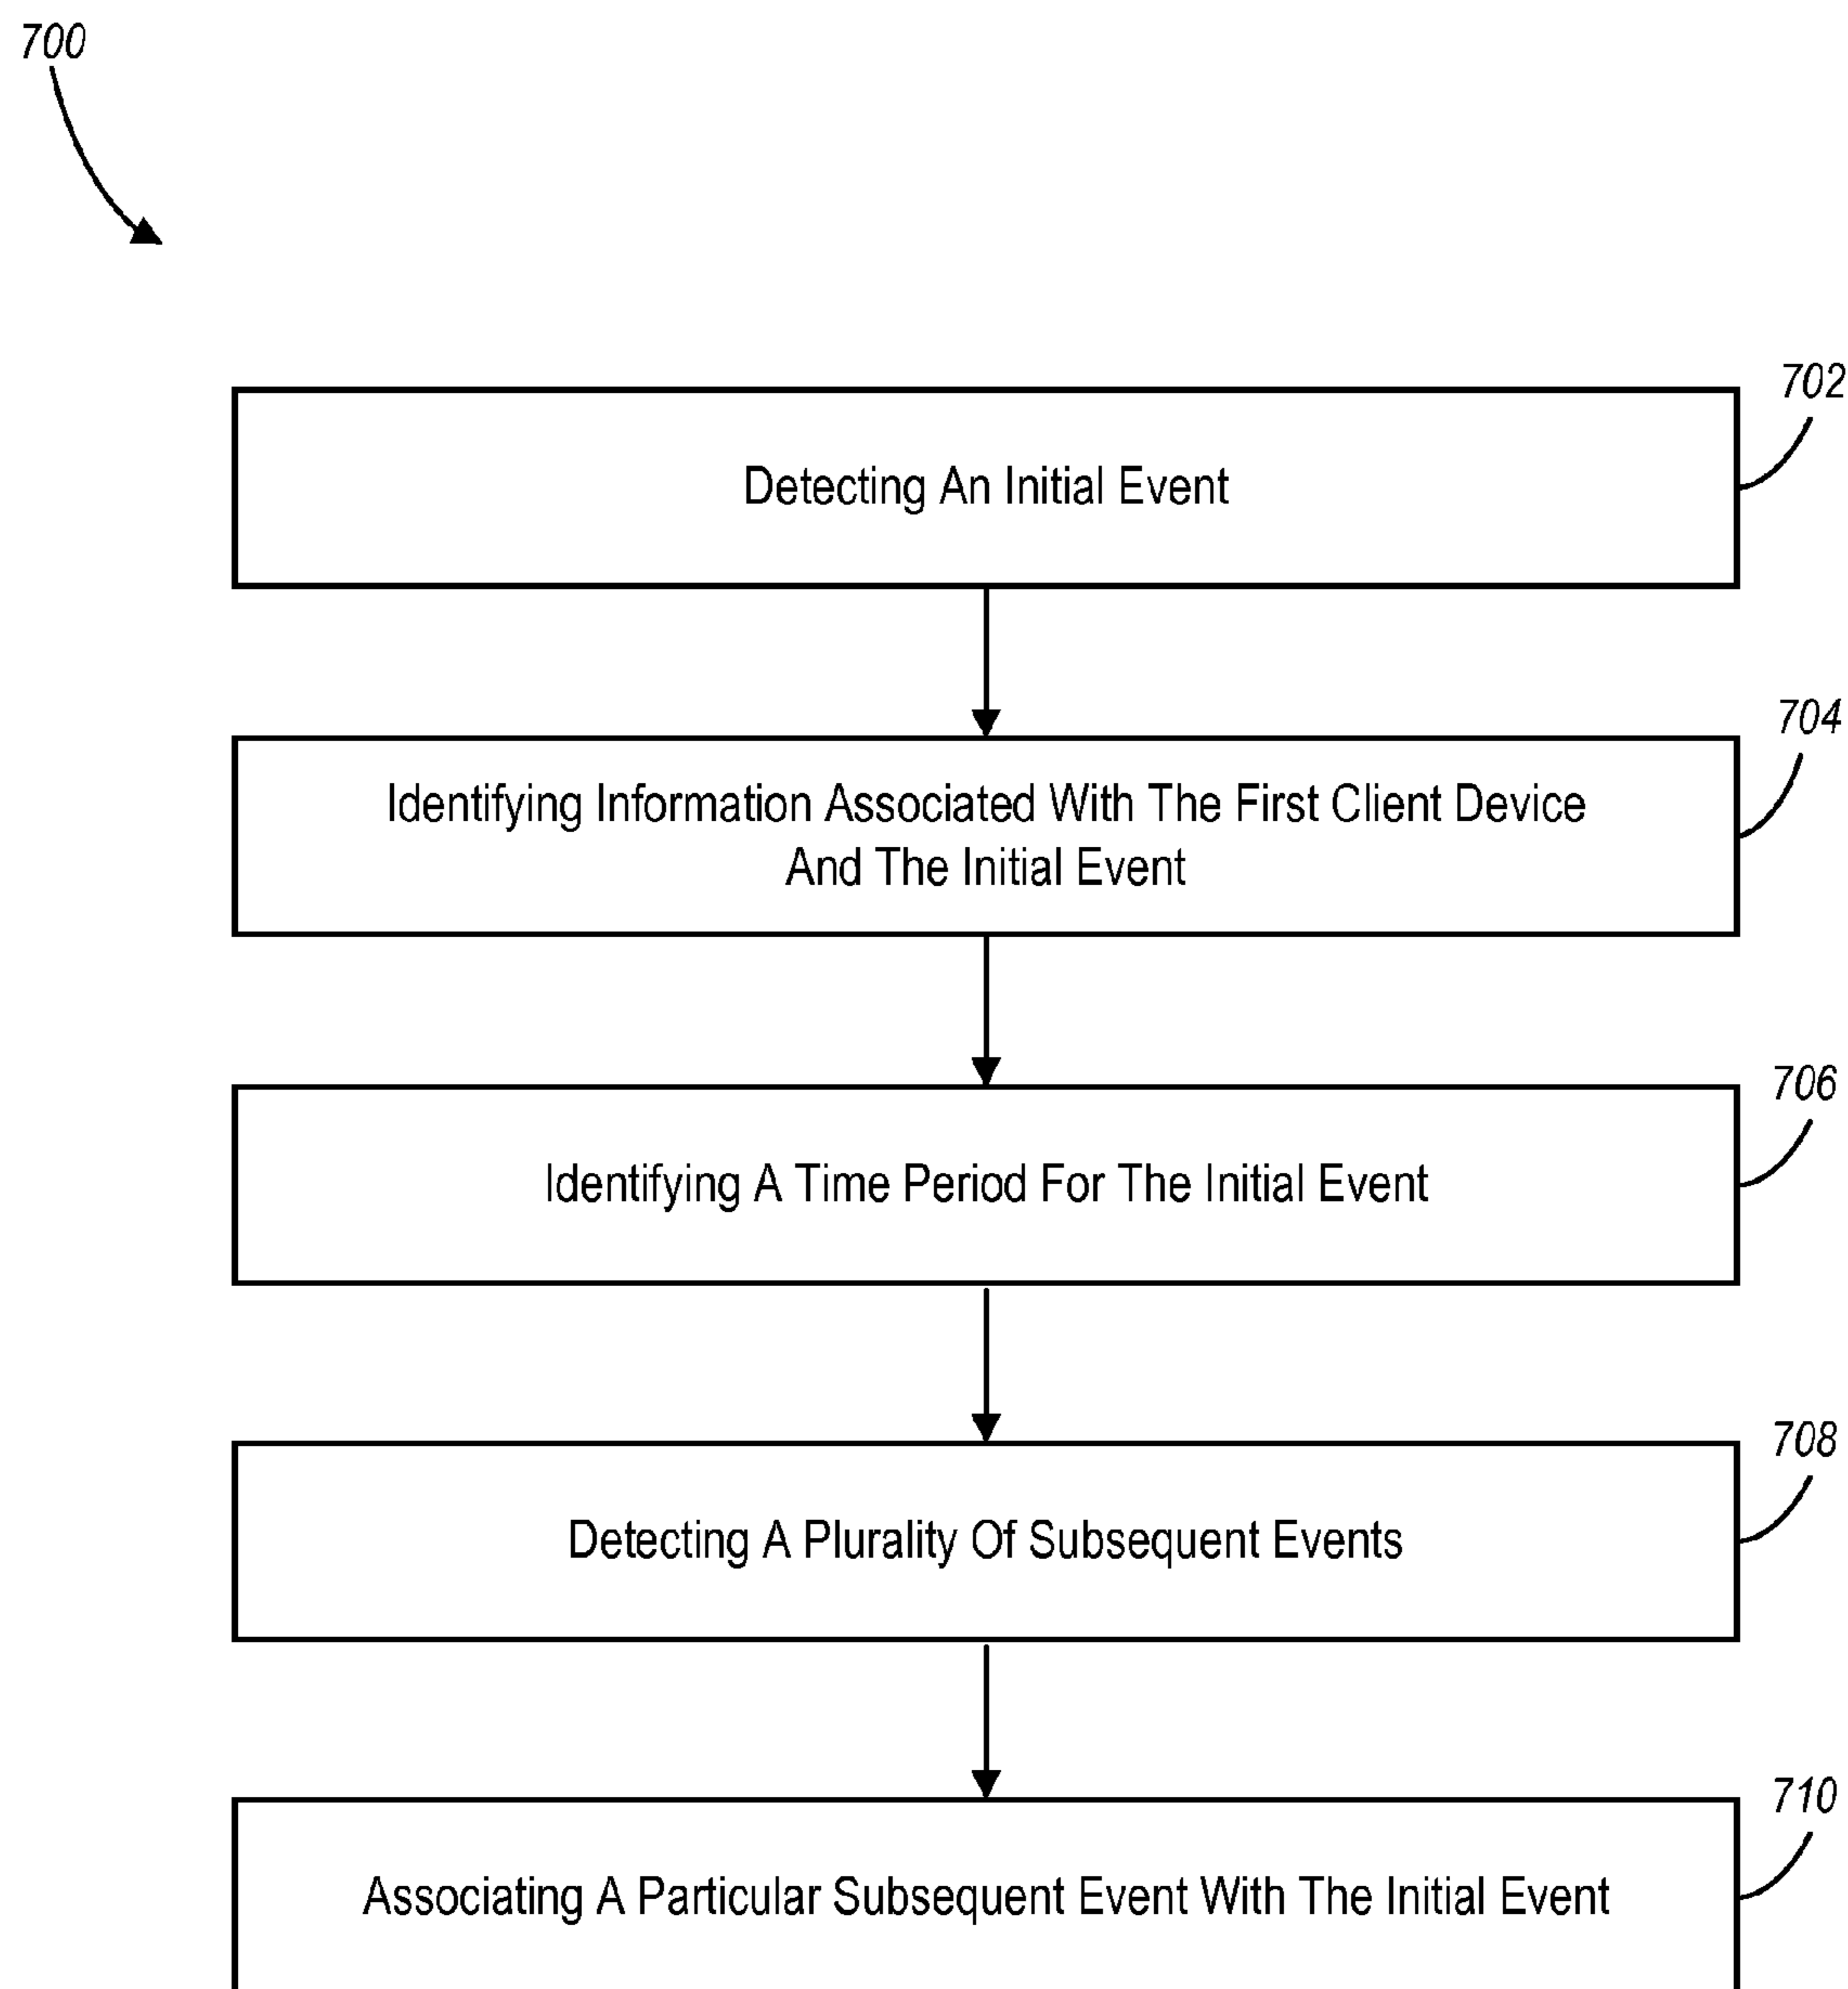 700
702
Detecting An Initial Event
704
Identifying Information Associated With The First Client Device
And The Initial Event
706
Identifying A Time Period For The Initial Event
708
Detecting A Plurality Of Subsequent Events
710
Associating A Particular Subsequent Event With The Initial Event